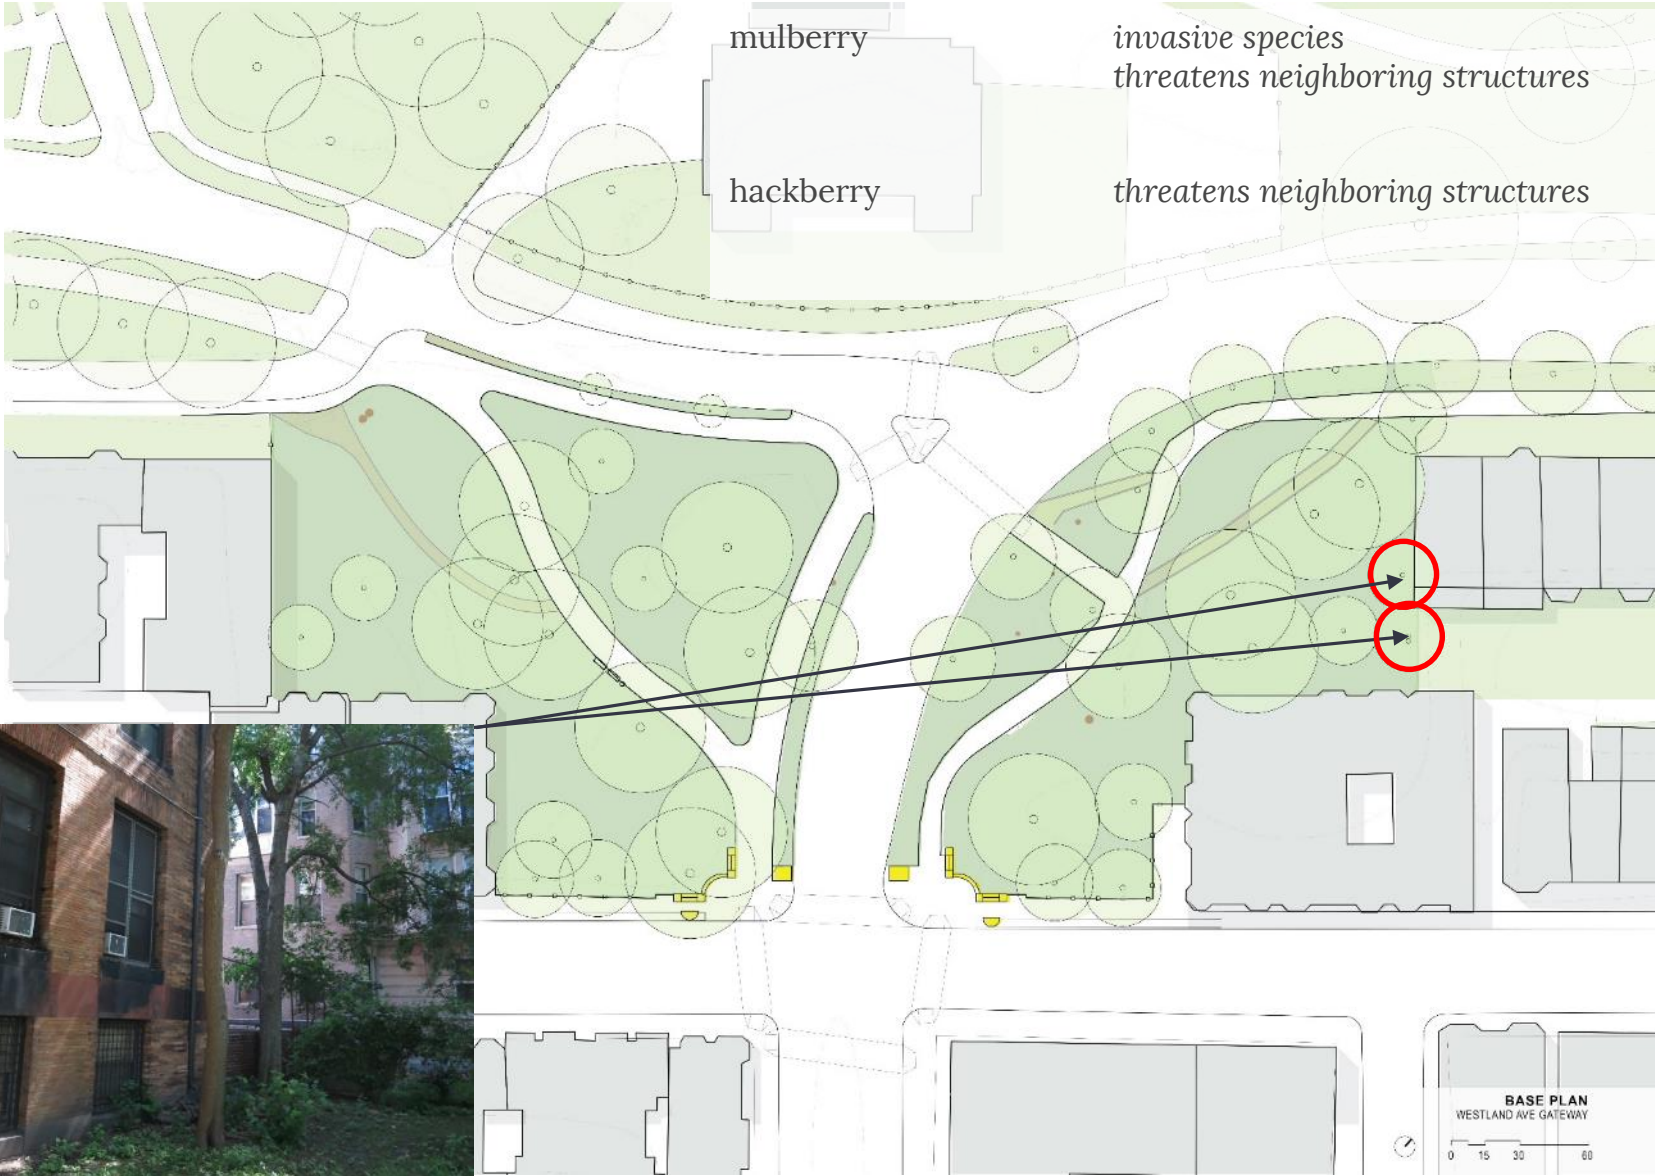 mulberry
invasive species
threatens neighboring structures
hackberry
threatens neighboring structures
BASE PLAN
WESTLAND AVE GATEWAY
0 15 30 60